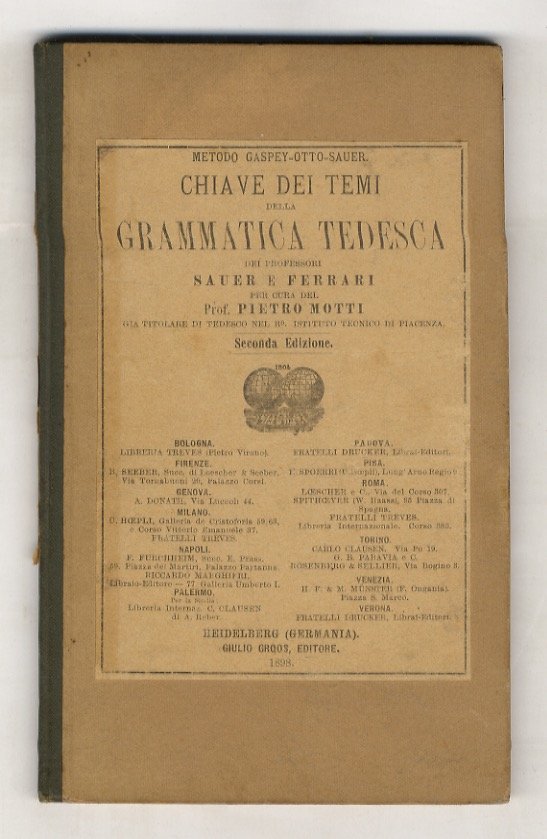 METODO GASPEY-OTTO-SAUER.
CHIAVE DEI TEMI
DELLA
GRAMMATICA TEDESCA
DEI PROFESSORI
SAUER E FERRARI
PER CURA DEL
Prof. PIETRO MOTTI
GIA TITOLARE DI TEDESCO NEL Rº. ISTITUTO TECNICO DI PIACENZA.
Seconda Edizione.
BOLOGNA.
LIBRERIA TREVES (Pietro Virano).
FIRENZE.
B. SEEBER, Succ. di Loescher & Seeber.
Via Tornabuoni 20, Palazzo Corsi.
GENOVA.
A. DONATH, Via Luccoli 44.
MILANO.
U. HŒPLI, Galleria de Cristoforis 59/63,
e Corso Vittorio Emanuele 37.
FRATELLI TREVES.
NAPOLI.
F. FURCHHEIM, Succ. E. Prass.
59, Piazza dei Martiri, Palazzo Partanna.
RICCARDO MARGHIERI,
Libraio-Editore — 77 Galleria Umberto I.
PALERMO.
Per la Sicilia:
Libreria Internaz. C. CLAUSEN
di A. Reber.
PADOVA.
FRATELLI DRUCKER, Librai-Editori.
PISA.
E. SPOERRI Lung' Arno Regio 9
ROMA.
LŒSCHER e C., Via del Corso 307.
SPITHŒVER (W. Haass), 85 Piazza di
Spagna.
FRATELLI TREVES.
Libreria Internazionale. Corso 383.
TORINO.
CARLO CLAUSEN, Via Po 19.
G. B. PARAVIA e C.
ROSENBERG & SELLIER, Via Bogino 3.
VENEZIA.
H. F. & M. MÜNSTER (F. Ongania).
Piazza S. Marco.
VERONA.
FRATELLI DRUCKER, Librai-Editori.
HEIDELBERG (GERMANIA).
GIULIO GROOS, EDITORE.
1898.